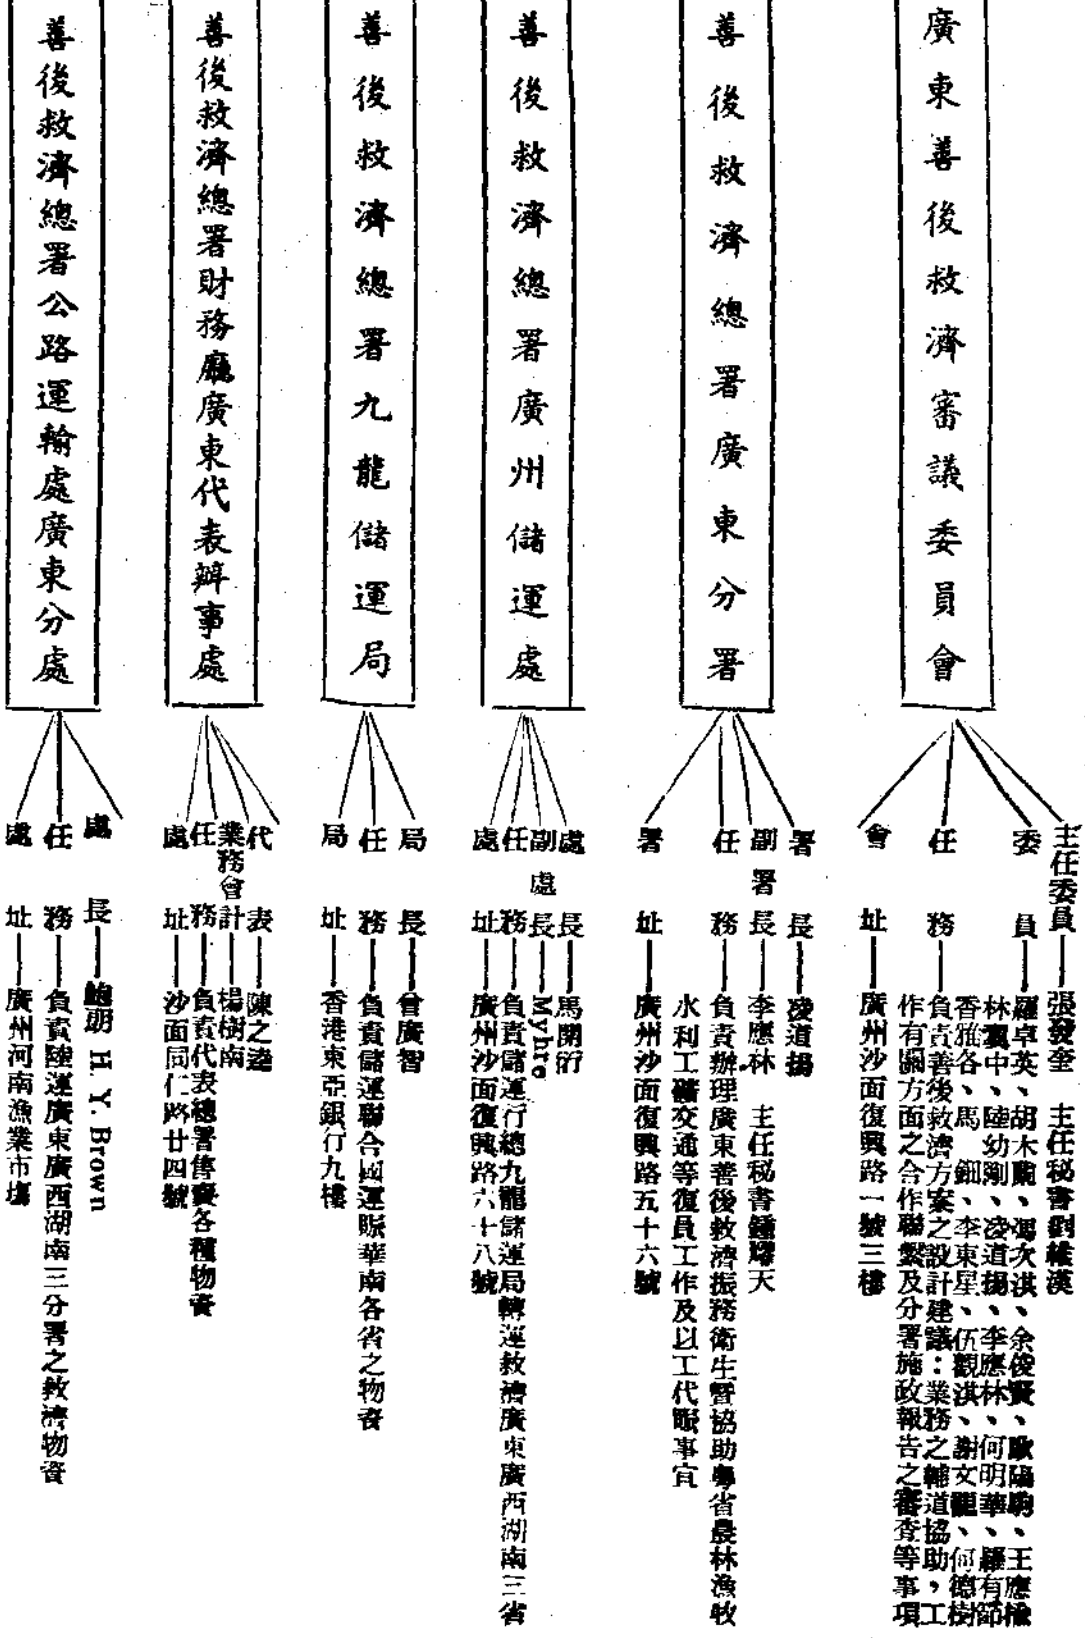 廣東善後救濟審議委員會
主任委員——張發奎　主任秘書劉維漢
委員——羅卓英、胡木蘭、馮次淇、余俊賢、歐陽駒、王應榆
林翼中、陸幼剛、凌道揚、李應林、何明華、羅有節
香雅各、馬　鈿、李東星、伍觀淇、謝文龍、何德樹
任務——負責善後救濟方案之設計建議：業務之輔道協助，工
作有關方面之合作聯繫及分署施政報告之審查等事項
會址——廣州沙面復興路一號三樓
善後救濟總署廣東分署
署長——凌道揚
副署長——李應林　主任秘書鍾耀天
任務——負責辦理廣東善後救濟振務衛生暨協助粵省農林漁牧
水利工礦交通等復員工作及以工代賑事宜
署址——廣州沙面復興路五十六號
善後救濟總署廣州儲運處
處長——馬開衍
副處長——Myhre
任務——負責儲運行總九龍儲運局轉運救濟廣東廣西湖南三省
處址——廣州沙面復興路六十八號
善後救濟總署九龍儲運局
局長——曾廣智
任務——負責儲運聯合國運賑華南各省之物資
局址——香港東亞銀行九樓
善後救濟總署財務廳廣東代表辦事處
代表——陳之逵
業務會計——楊樹南
任務——負責代表總署售賣各種物資
處址——沙面同仁路廿四號
善後救濟總署公路運輸處廣東分處
處長——鮑朗 H. Y. Brown
任務——負責陸運廣東廣西湖南三分署之救濟物資
處址——廣州河南漁業市場